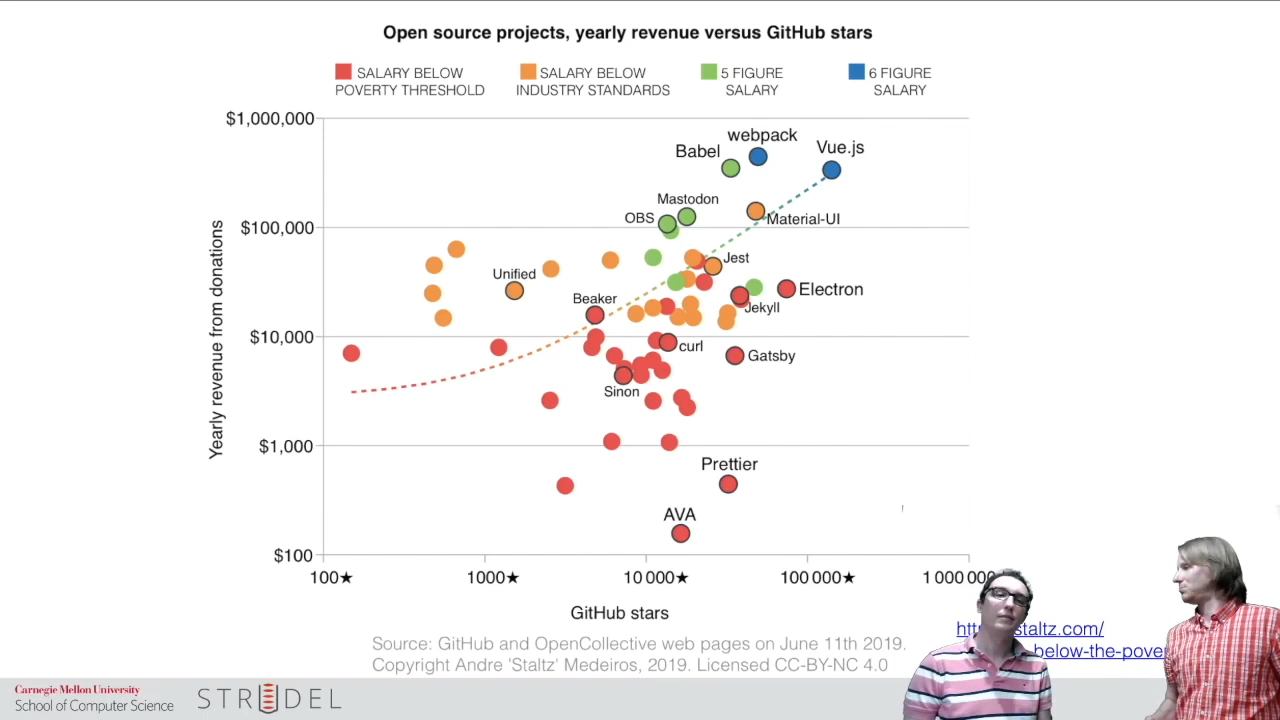 Open source projects, yearly revenue versus GitHub stars
SALARY BELOW
POVERTY THRESHOLD
SALARY BELOW
INDUSTRY STANDARDS
5 FIGURE
SALARY
6 FIGURE
SALARY
$1,000,000
$100,000
$10,000
$1,000
$100
Yearly revenue from donations
webpack
Babel
Vue.js
Mastodon
OBS
Material-UI
Jest
Unified
Electron
Beaker
Jekyll
curl
Gatsby
Sinon
Prettier
AVA
100★
1000★
10 000★
100 000★
1 000 000
GitHub stars
Source: GitHub and OpenCollective web pages on June 11th 2019.
Copyright Andre 'Staltz' Medeiros, 2019. Licensed CC-BY-NC 4.0
staltz.com/
below-the-pover
Carnegie Mellon University
School of Computer Science
STRUDEL